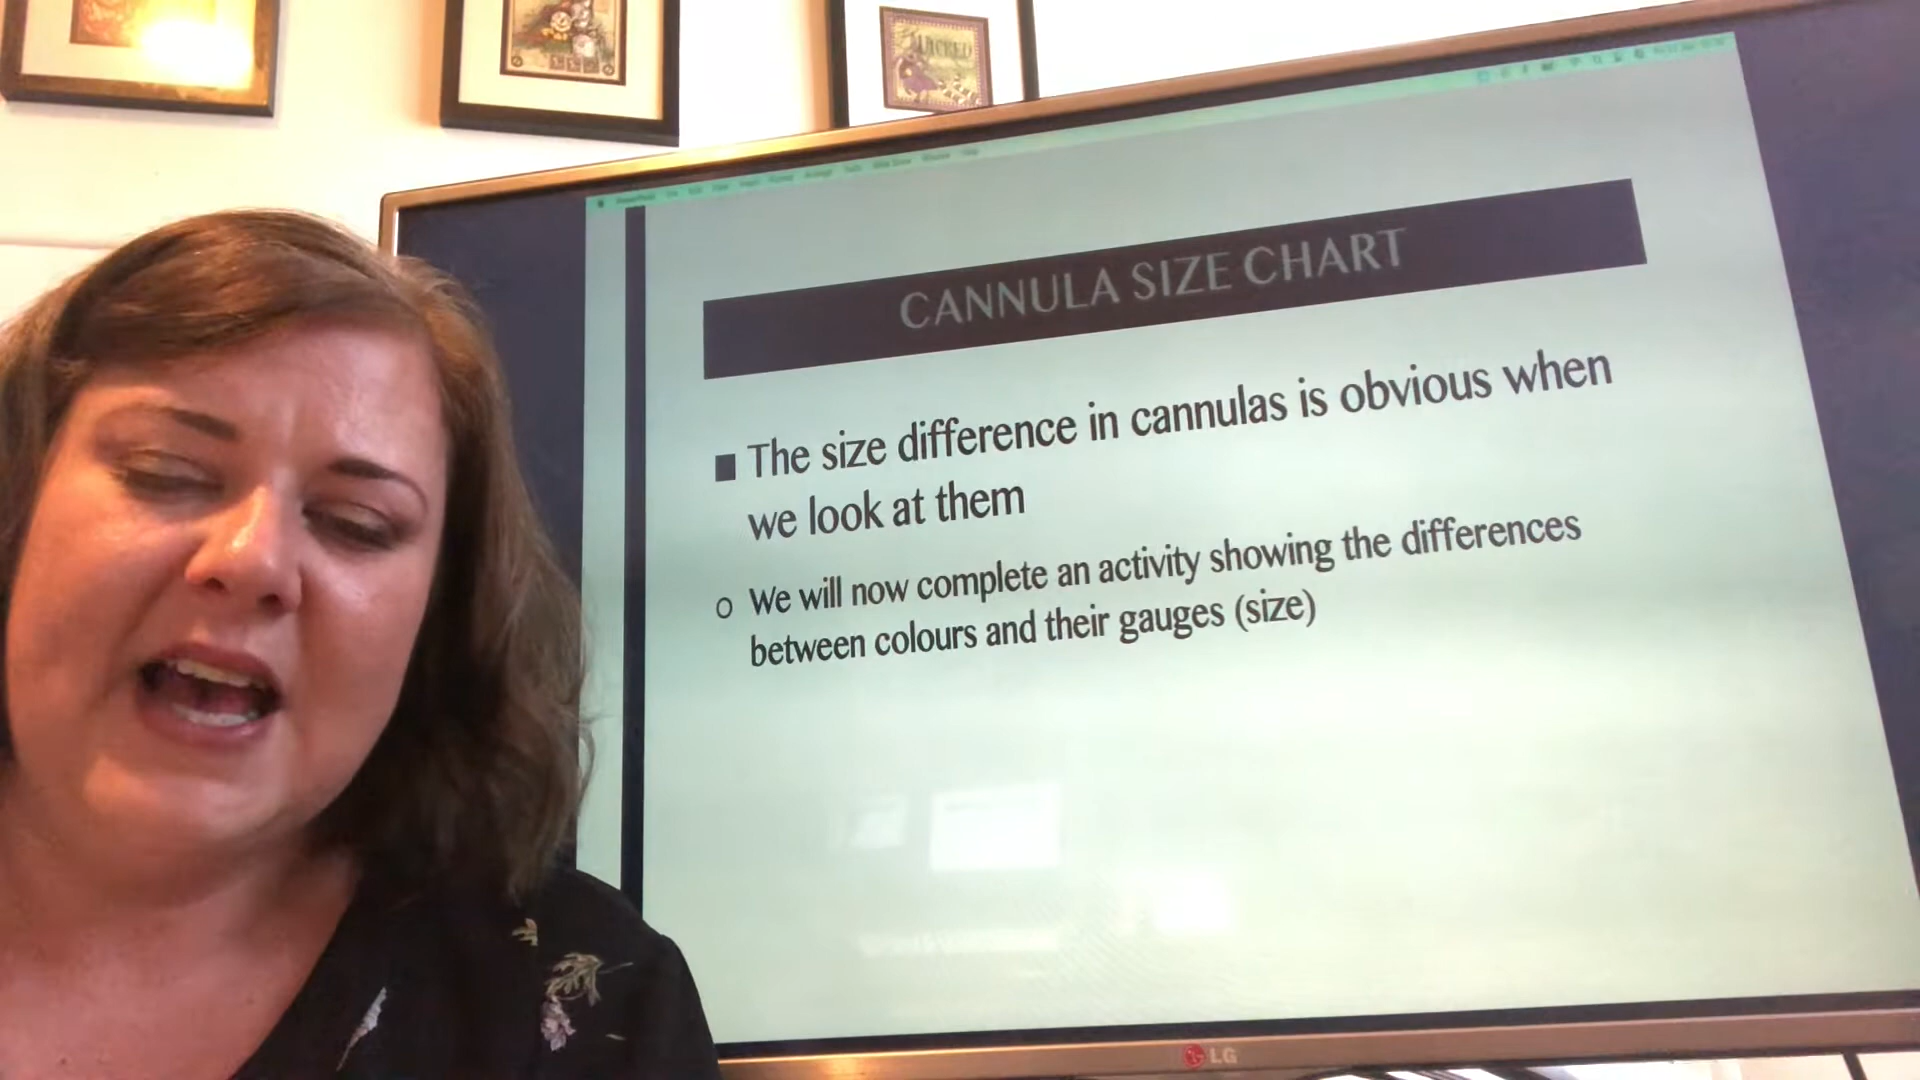 CANNULA SIZE CHART
■ The size difference in cannulas is obvious when
we look at them
o We will now complete an activity showing the differences
between colours and their gauges (size)
LG